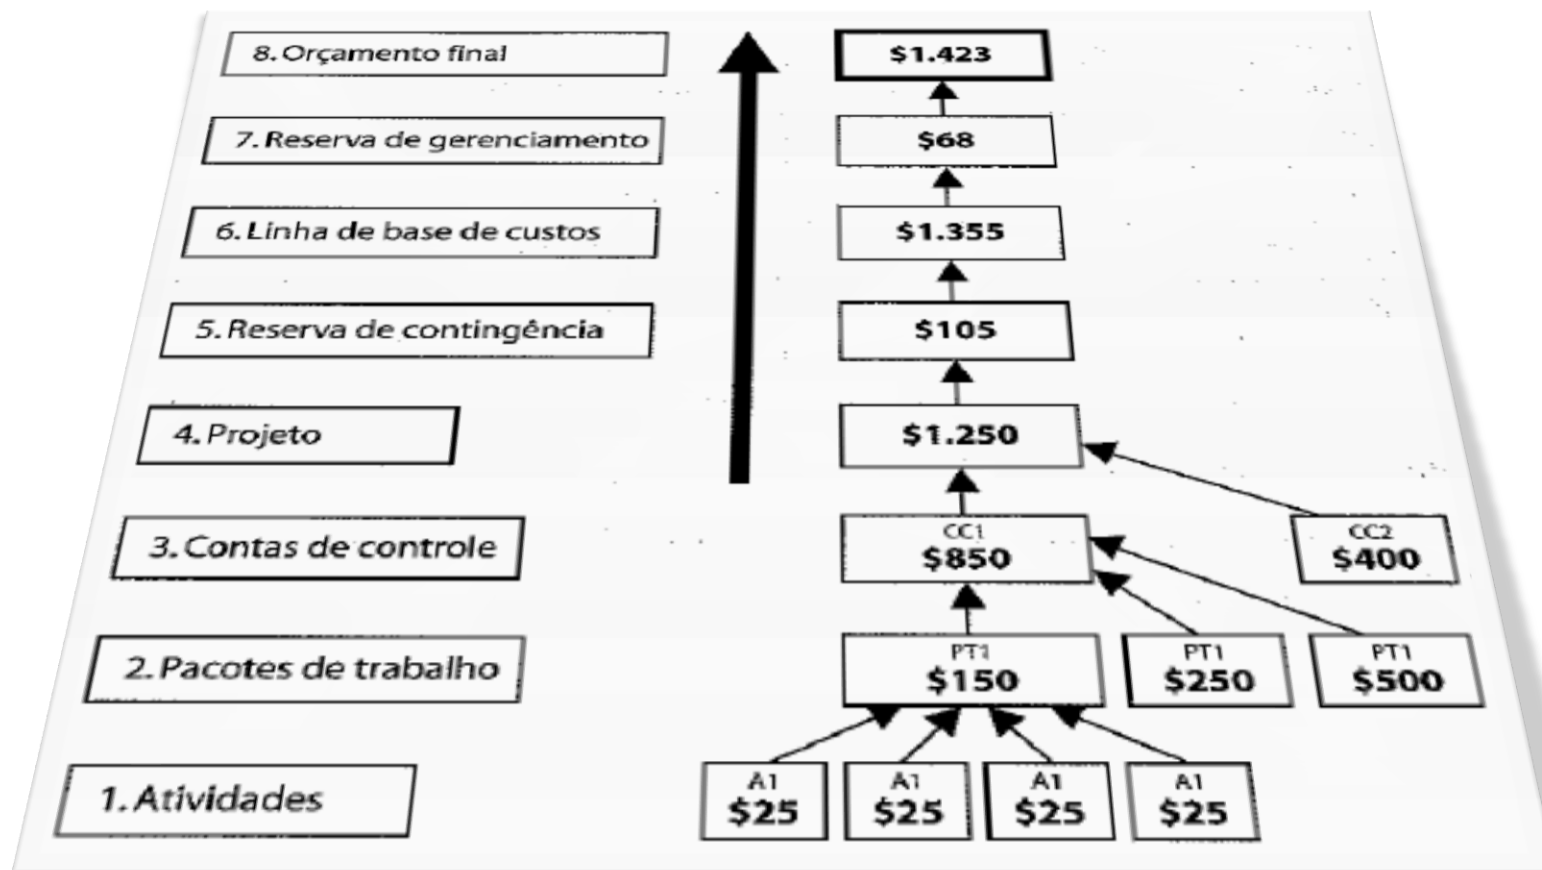 8. Orçamento final
$1.423
7. Reserva de gerenciamento
$68
6. Linha de base de custos
$1.355
5. Reserva de contingência
$105
4. Projeto
$1.250
3. Contas de controle
CC1
$850
CC2
$400
2. Pacotes de trabalho
PT1
$150
PT1
$250
PT1
$500
1. Atividades
A1
$25
A1
$25
A1
$25
A1
$25